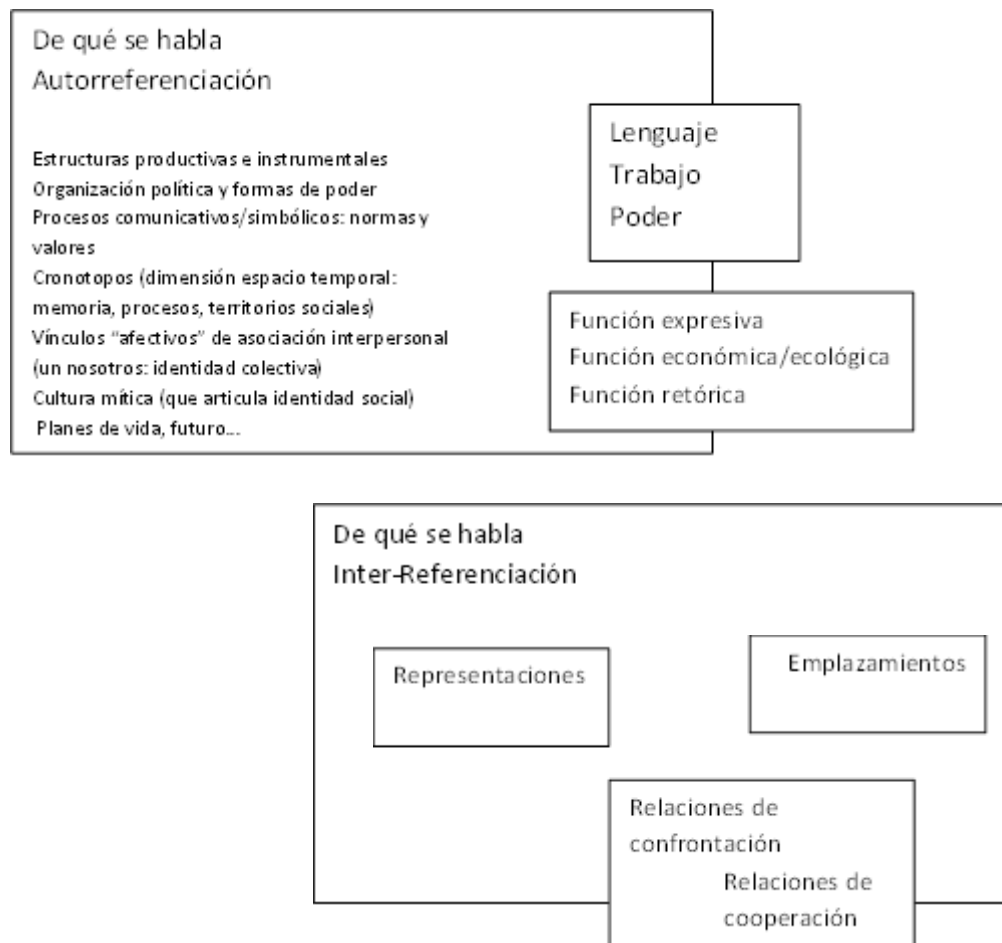 De qué se habla
Autorreferenciación
Estructuras productivas e instrumentales
Organización política y formas de poder
Procesos comunicativos/simbólicos: normas y
valores
Cronotopos (dimensión espacio temporal:
memoria, procesos, territorios sociales)
Vínculos “afectivos” de asociación interpersonal
(un nosotros: identidad colectiva)
Cultura mítica (que articula identidad social)
Planes de vida, futuro...
Lenguaje
Trabajo
Poder
Función expresiva
Función económica/ecológica
Función retórica
De qué se habla
Inter-Referenciación
Representaciones
Emplazamientos
Relaciones de
confrontación
Relaciones de
cooperación